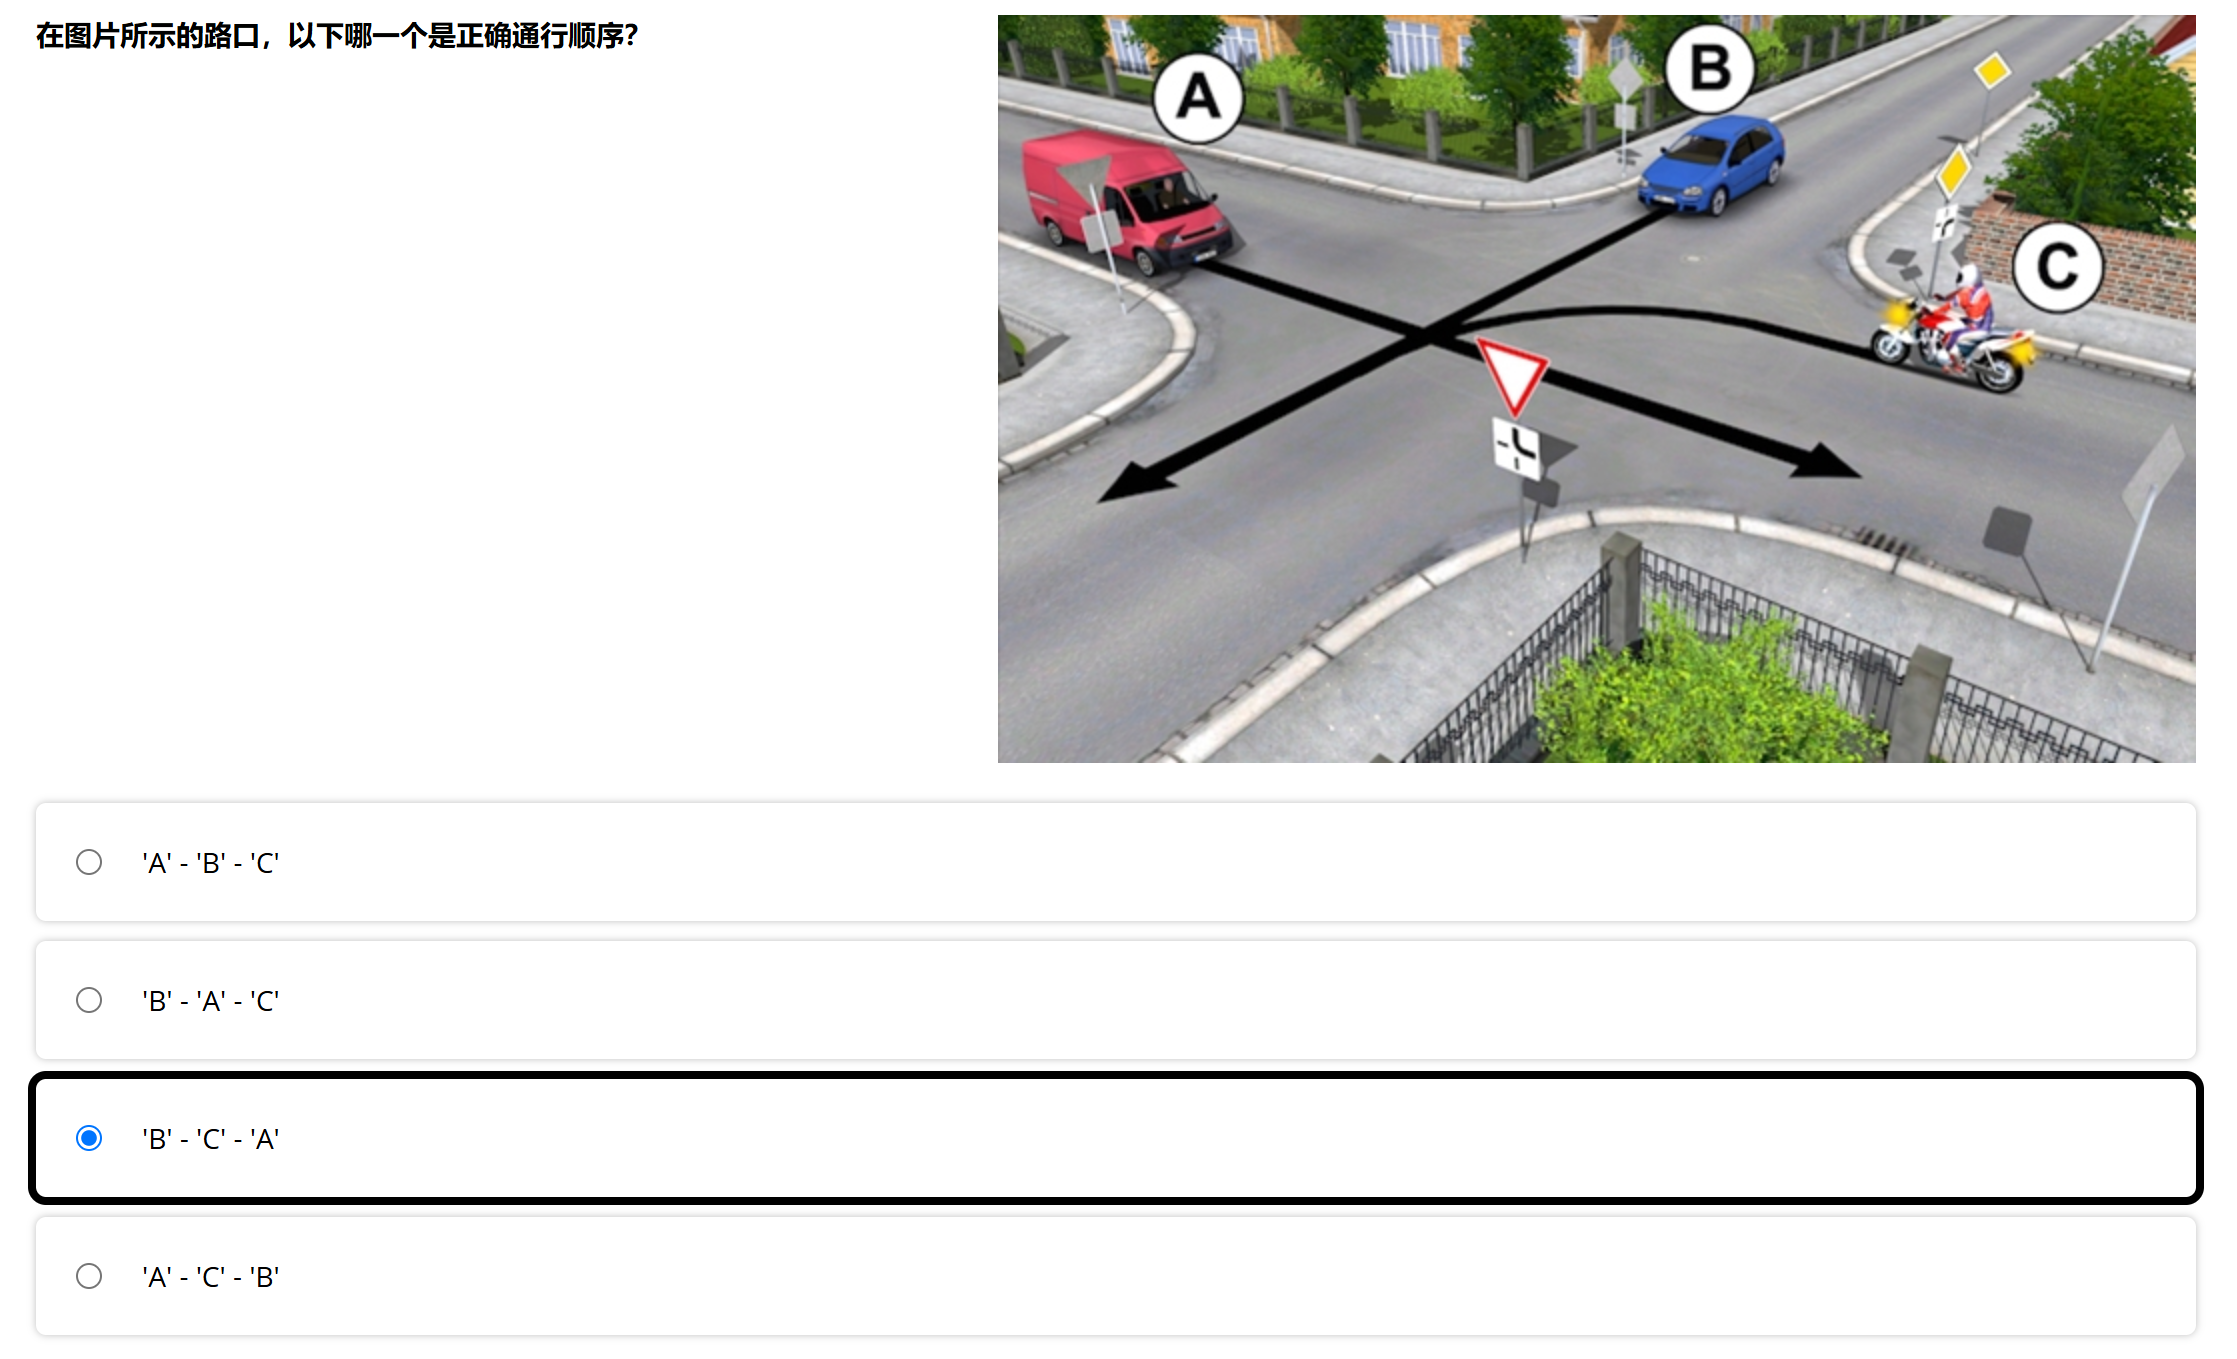 在图片所示的路口，以下哪一个是正确通行顺序?
A
B
C
'A' - 'B' - 'C'
'B' - 'A' - 'C'
'B' - 'C' - 'A'
'A' - 'C' - 'B'